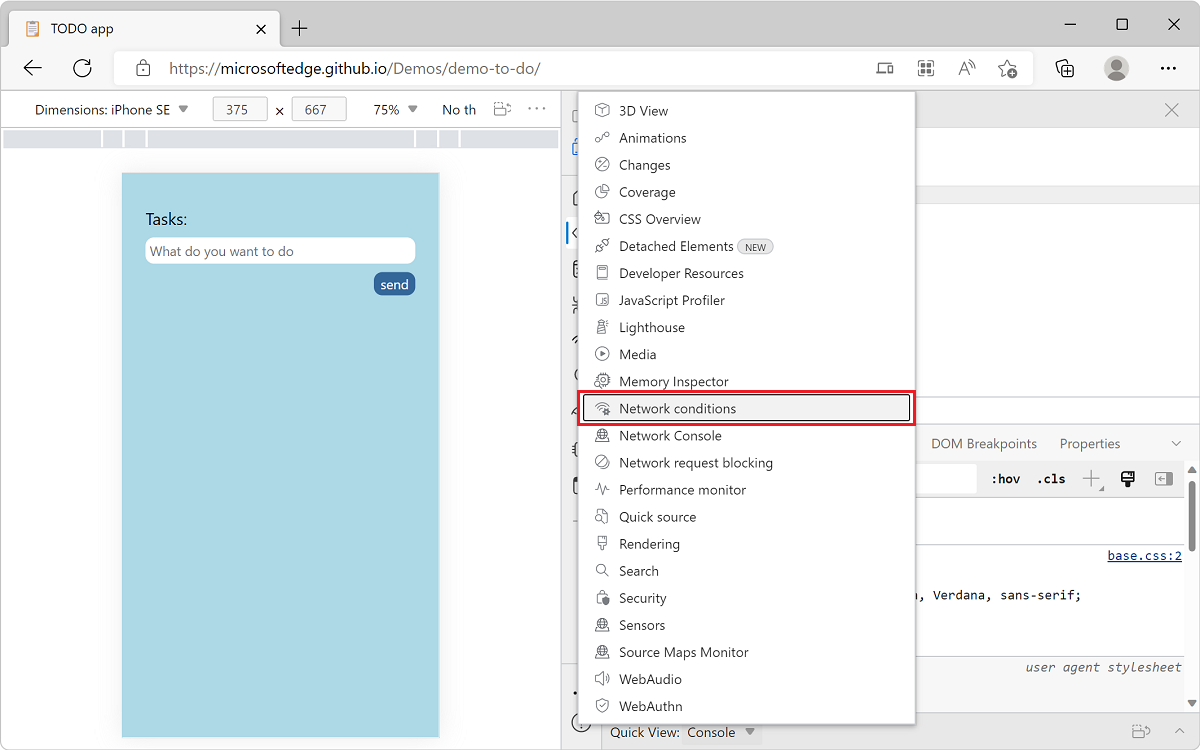 TODO app
https://microsoftedge.github.io/Demos/demo-to-do/
Dimensions: iPhone SE 375 × 667 75% No th
Tasks:
What do you want to do
send
3D View
Animations
Changes
Coverage
CSS Overview
Detached Elements NEW
Developer Resources
JavaScript Profiler
Lighthouse
Media
Memory Inspector
Network conditions
Network Console
Network request blocking
Performance monitor
Quick source
Rendering
Search
Security
Sensors
Source Maps Monitor
WebAudio
WebAuthn
DOM Breakpoints Properties
:hov .cls
base.css:2
, Verdana, sans-serif;
user agent stylesheet
Quick View: Console